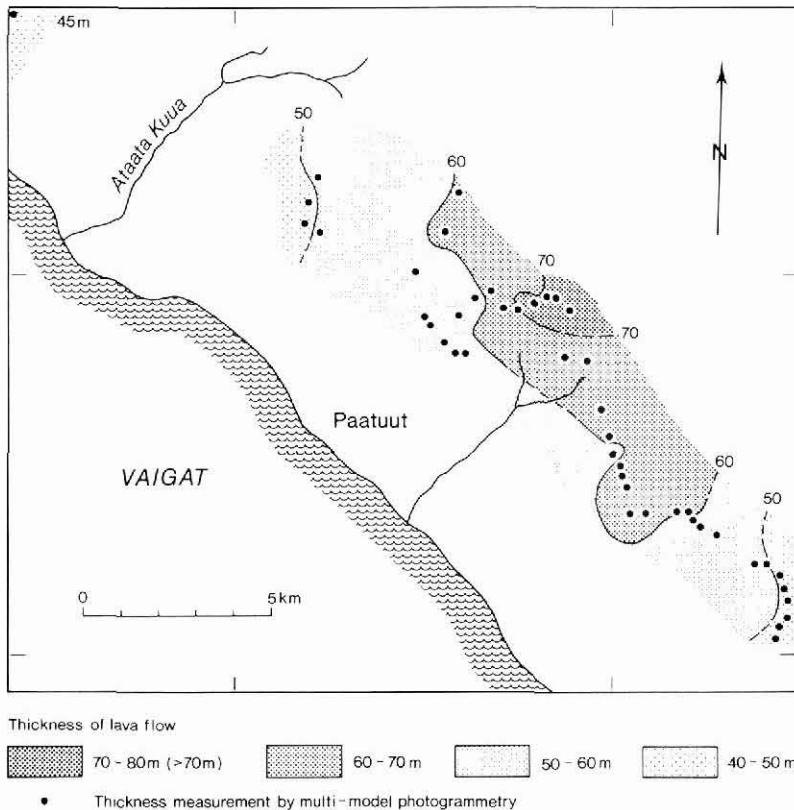 45m
Ataata Kuua
50
60
N
70
70
Paatuut
VAIGAT
60
50
0 5km
Thickness of lava flow
70 - 80m (>70m) 60 - 70 m 50 - 60 m 40 - 50 m
Thickness measurement by multi-model photogrammetry